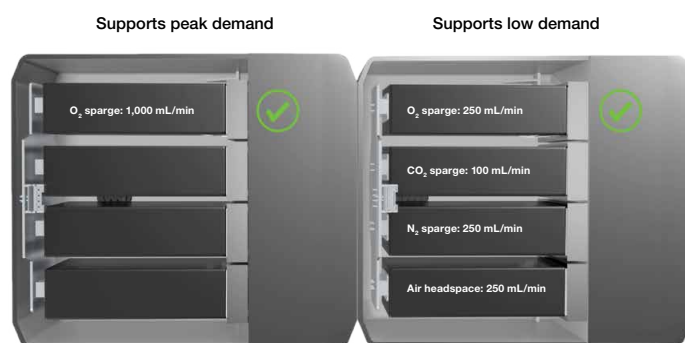 Supports peak demand
Supports low demand
O₂ sparge: 1,000 mL/min
O₂ sparge: 250 mL/min
CO₂ sparge: 100 mL/min
N₂ sparge: 250 mL/min
Air headspace: 250 mL/min